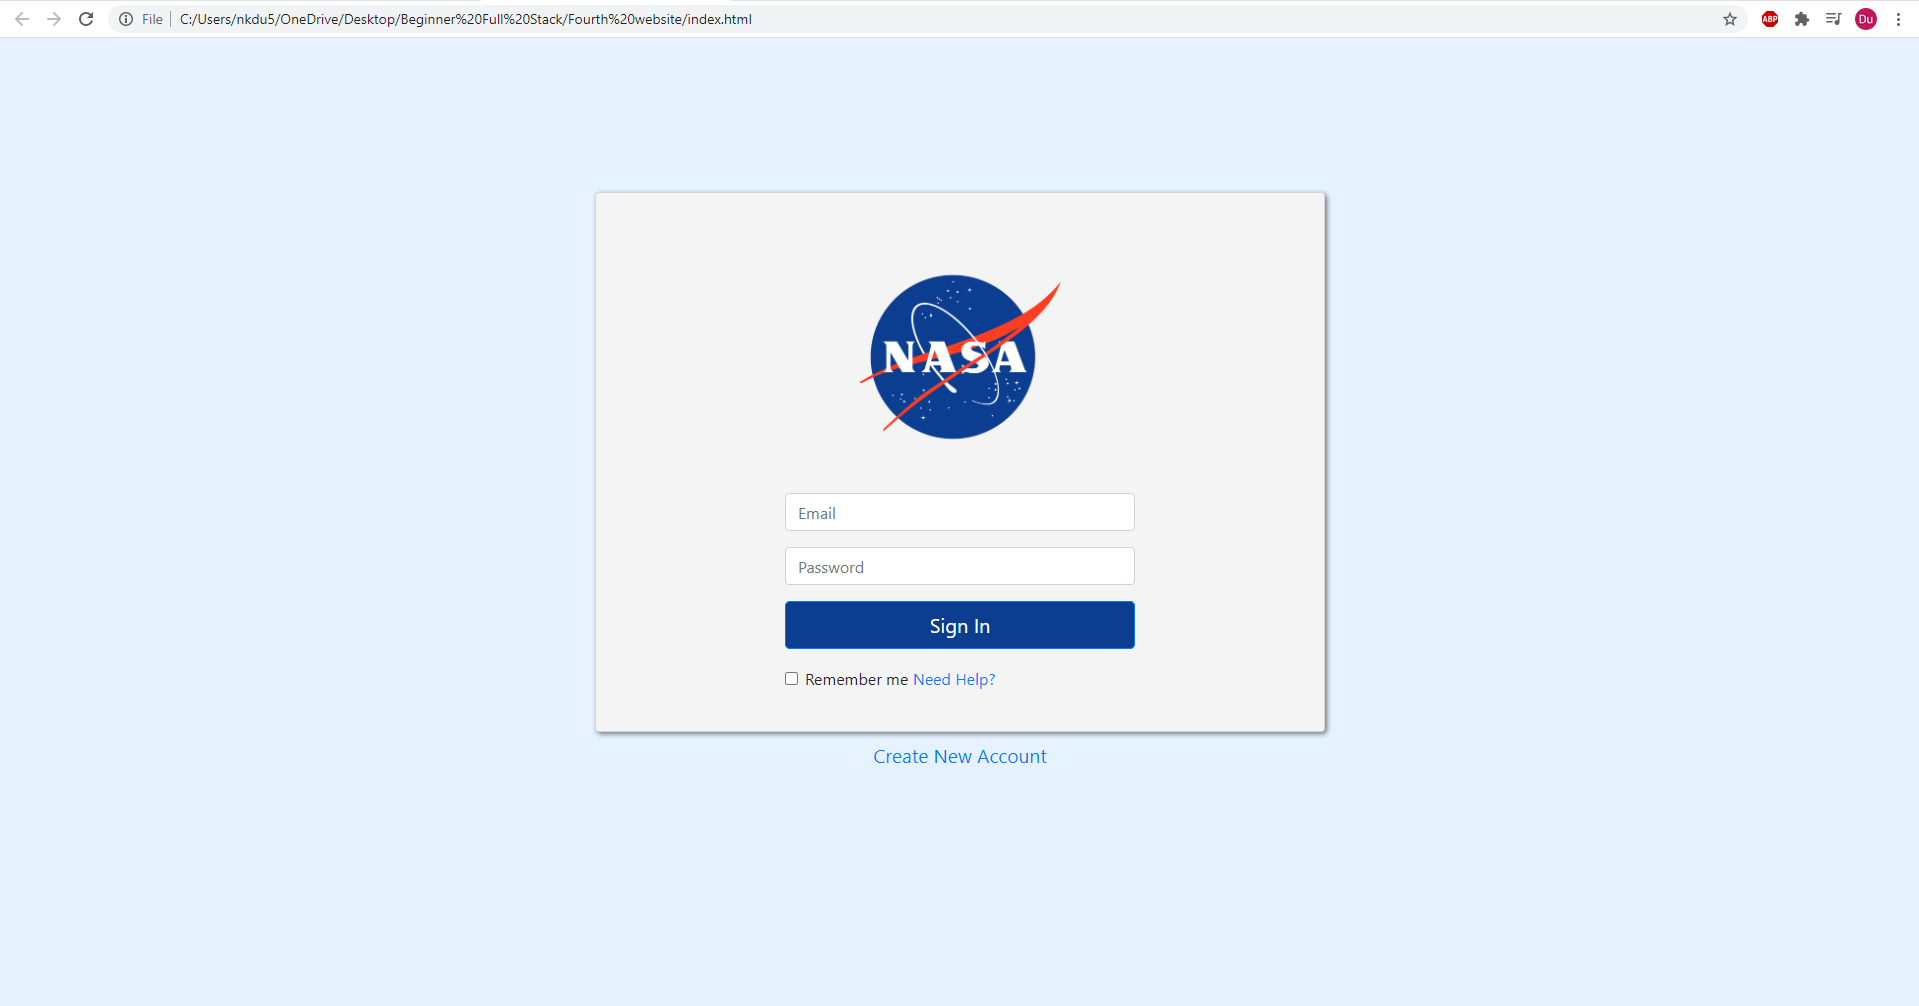 File C:/Users/nkdu5/OneDrive/Desktop/Beginner%20Full%20Stack/Fourth%20website/index.html ABP Du
NASA
Email
Password
Sign In
Remember me Need Help?
Create New Account